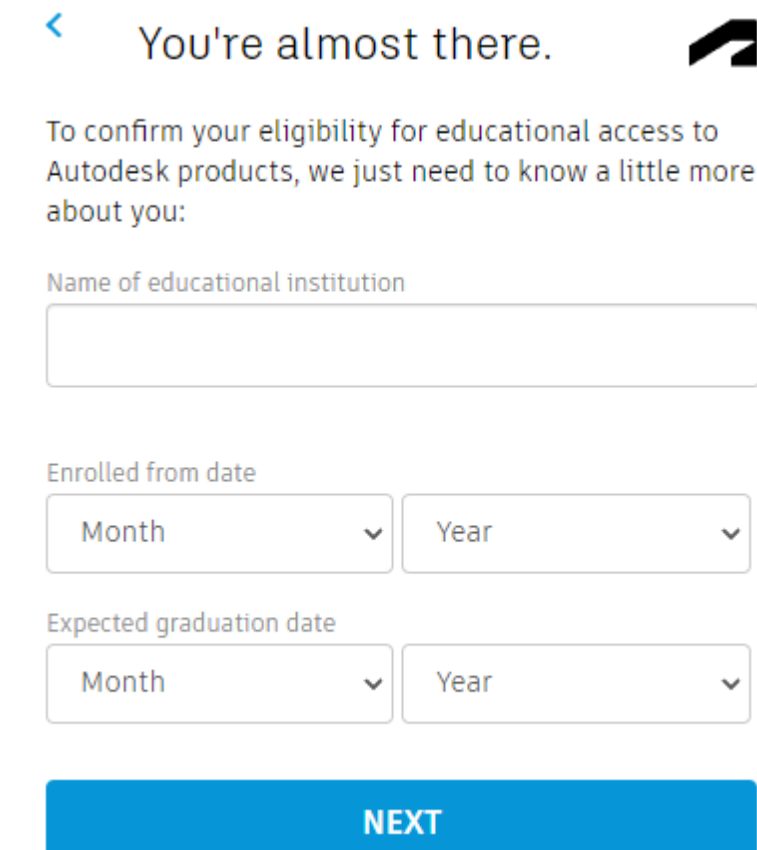 You're almost there.
To confirm your eligibility for educational access to
Autodesk products, we just need to know a little more
about you:
Name of educational institution
Enrolled from date
Month Year
Expected graduation date
Month Year
NEXT